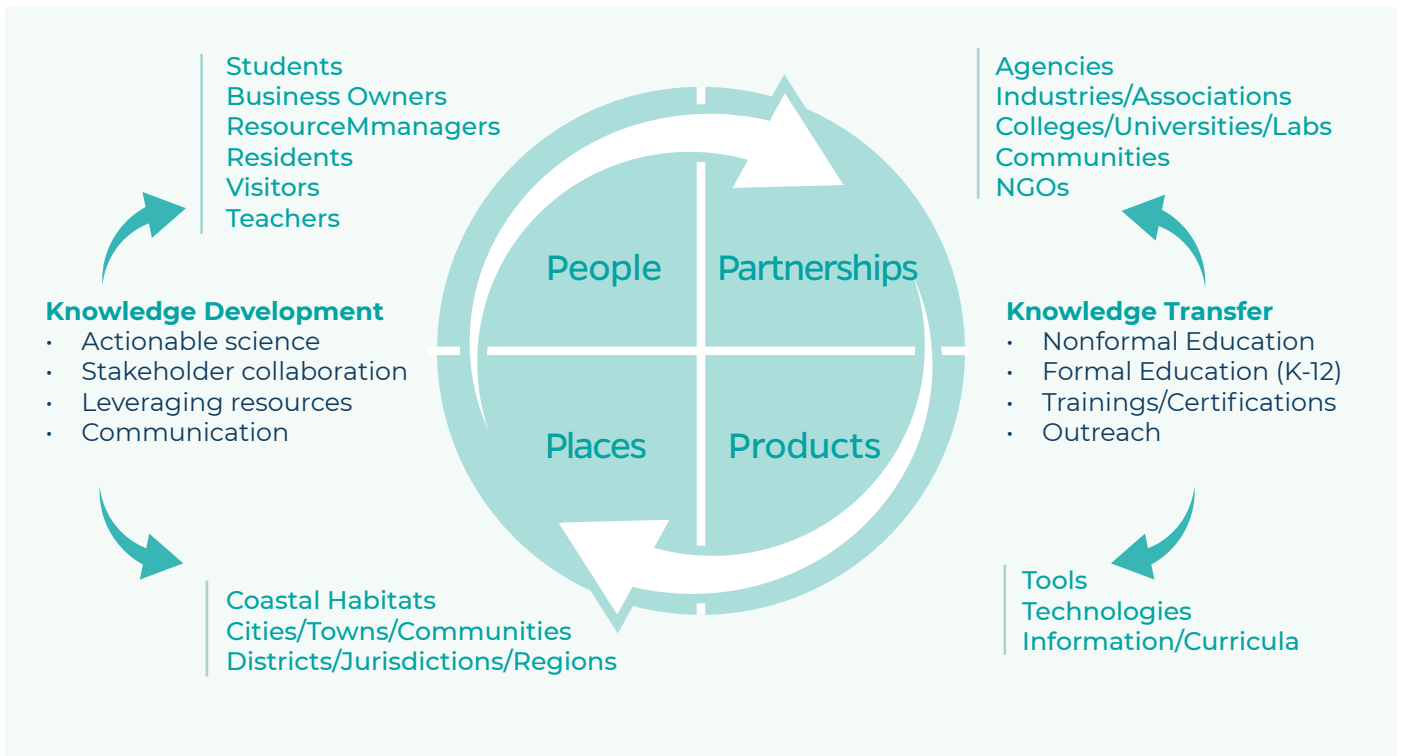 Students
Business Owners
ResourceMmanagers
Residents
Visitors
Teachers
Knowledge Development
• Actionable science
• Stakeholder collaboration
• Leveraging resources
• Communication
Coastal Habitats
Cities/Towns/Communities
Districts/Jurisdictions/Regions
People
Partnerships
Places
Products
Agencies
Industries/Associations
Colleges/Universities/Labs
Communities
NGOs
Knowledge Transfer
• Nonformal Education
• Formal Education (K-12)
• Trainings/Certifications
• Outreach
Tools
Technologies
Information/Curricula